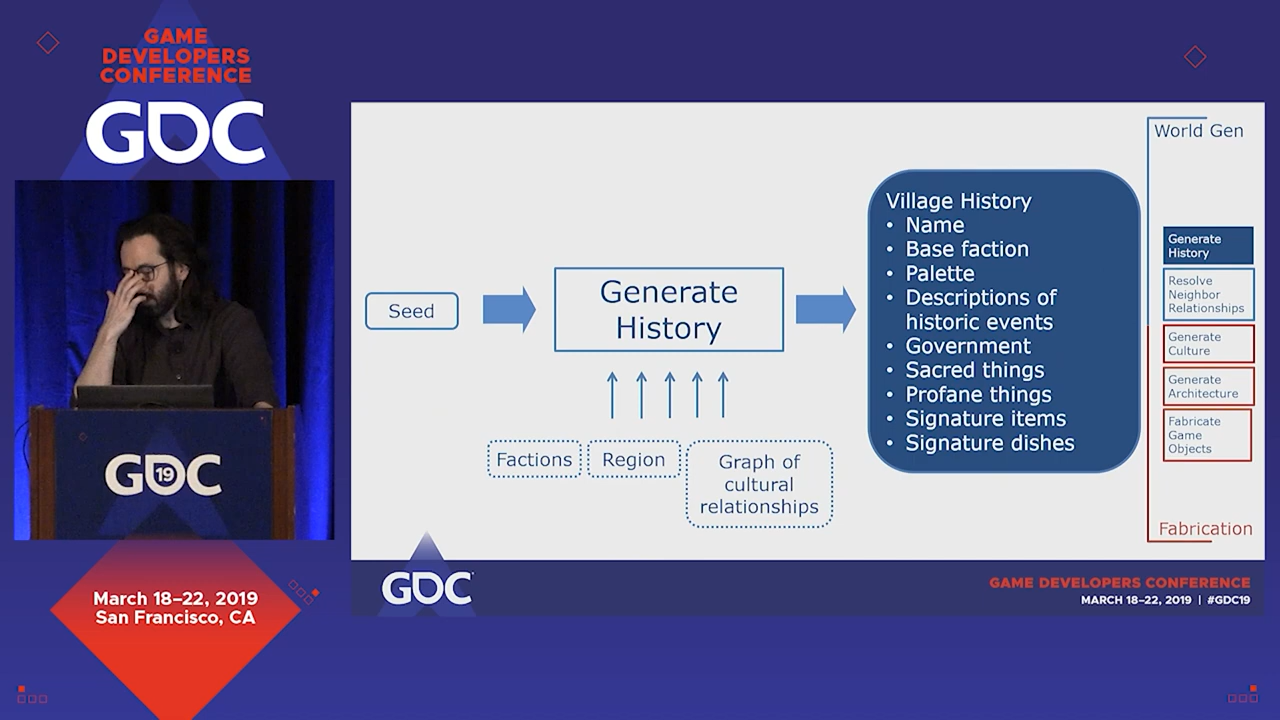 GAME
DEVELOPERS
CONFERENCE
GDC
GDC
19
March 18–22, 2019
San Francisco, CA
Seed
Generate
History
Factions
Region
Graph of
cultural
relationships
Village History
• Name
• Base faction
• Palette
• Descriptions of
historic events
• Government
• Sacred things
• Profane things
• Signature items
• Signature dishes
World Gen
Generate
History
Resolve
Neighbor
Relationships
Generate
Culture
Generate
Architecture
Fabricate
Game
Objects
Fabrication
GDC
GAME DEVELOPERS CONFERENCE
MARCH 18–22, 2019 | #GDC19